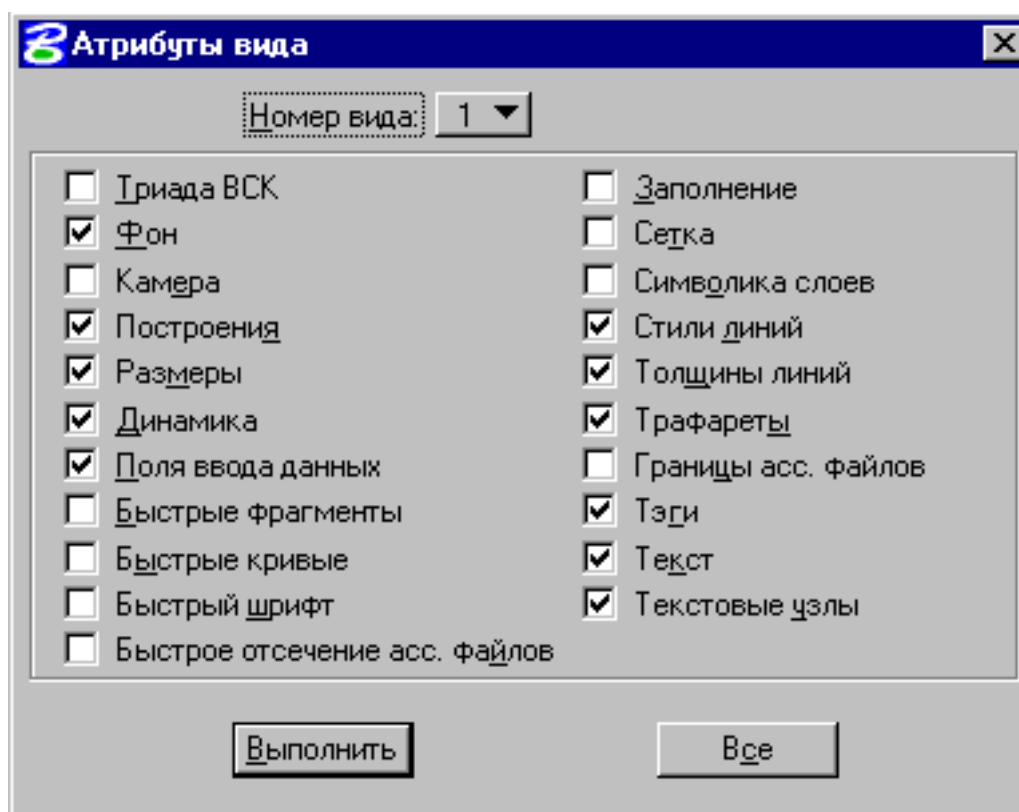 Атрибуты вида
Номер вида: 1
Триада ВСК
Фон
Камера
Построения
Размеры
Динамика
Поля ввода данных
Быстрые фрагменты
Быстрые кривые
Быстрый шрифт
Быстрое отсечение асс. файлов
Заполнение
Сетка
Символика слоев
Стили линий
Толщины линий
Трафареты
Границы асс. файлов
Тэги
Текст
Текстовые узлы
Выполнить
Все